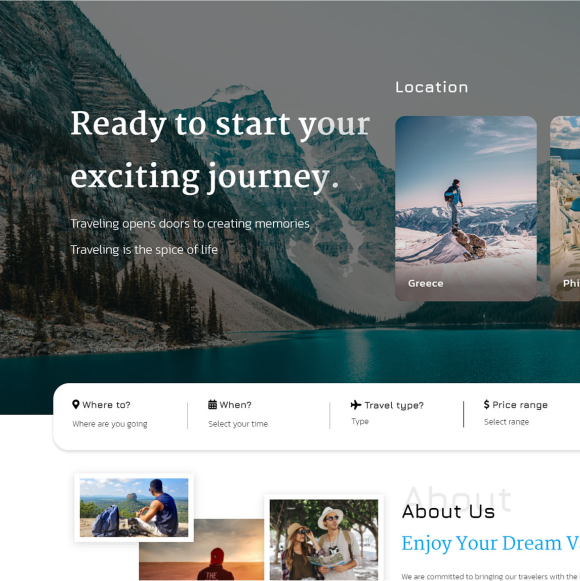 Location
Ready to start your
exciting journey.
Traveling opens doors to creating memories
Traveling is the spice of life
Greece
Phi
Where to?
Where are you going
When?
Select your time
Travel type?
Type
$ Price range
Select range
About
About Us
Enjoy Your Dream V
We are committed to bringing our travelers with the
THE